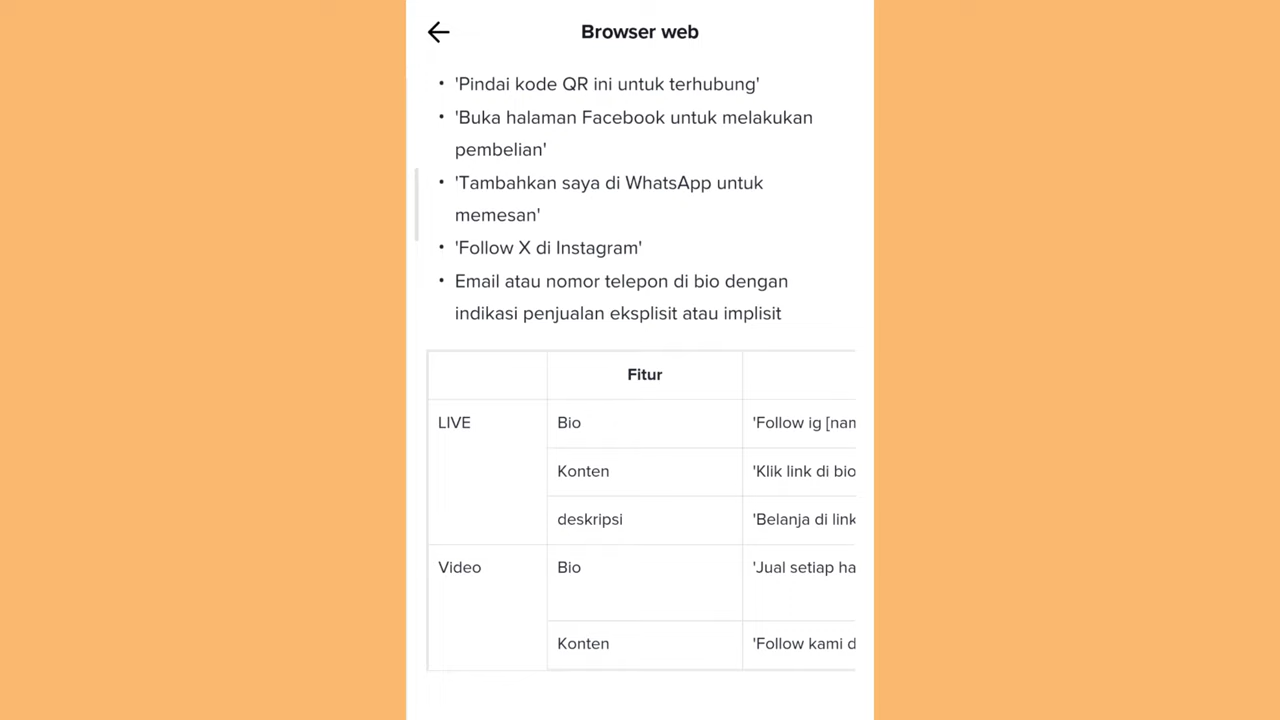 Browser web
• 'Pindai kode QR ini untuk terhubung'
• 'Buka halaman Facebook untuk melakukan
pembelian'
• 'Tambahkan saya di WhatsApp untuk
memesan'
• 'Follow X di Instagram'
• Email atau nomor telepon di bio dengan
indikasi penjualan eksplisit atau implisit
Fitur
LIVE Bio 'Follow ig [nam
Konten 'Klik link di bio
deskripsi 'Belanja di link
Video Bio 'Jual setiap ha
Konten 'Follow kami d